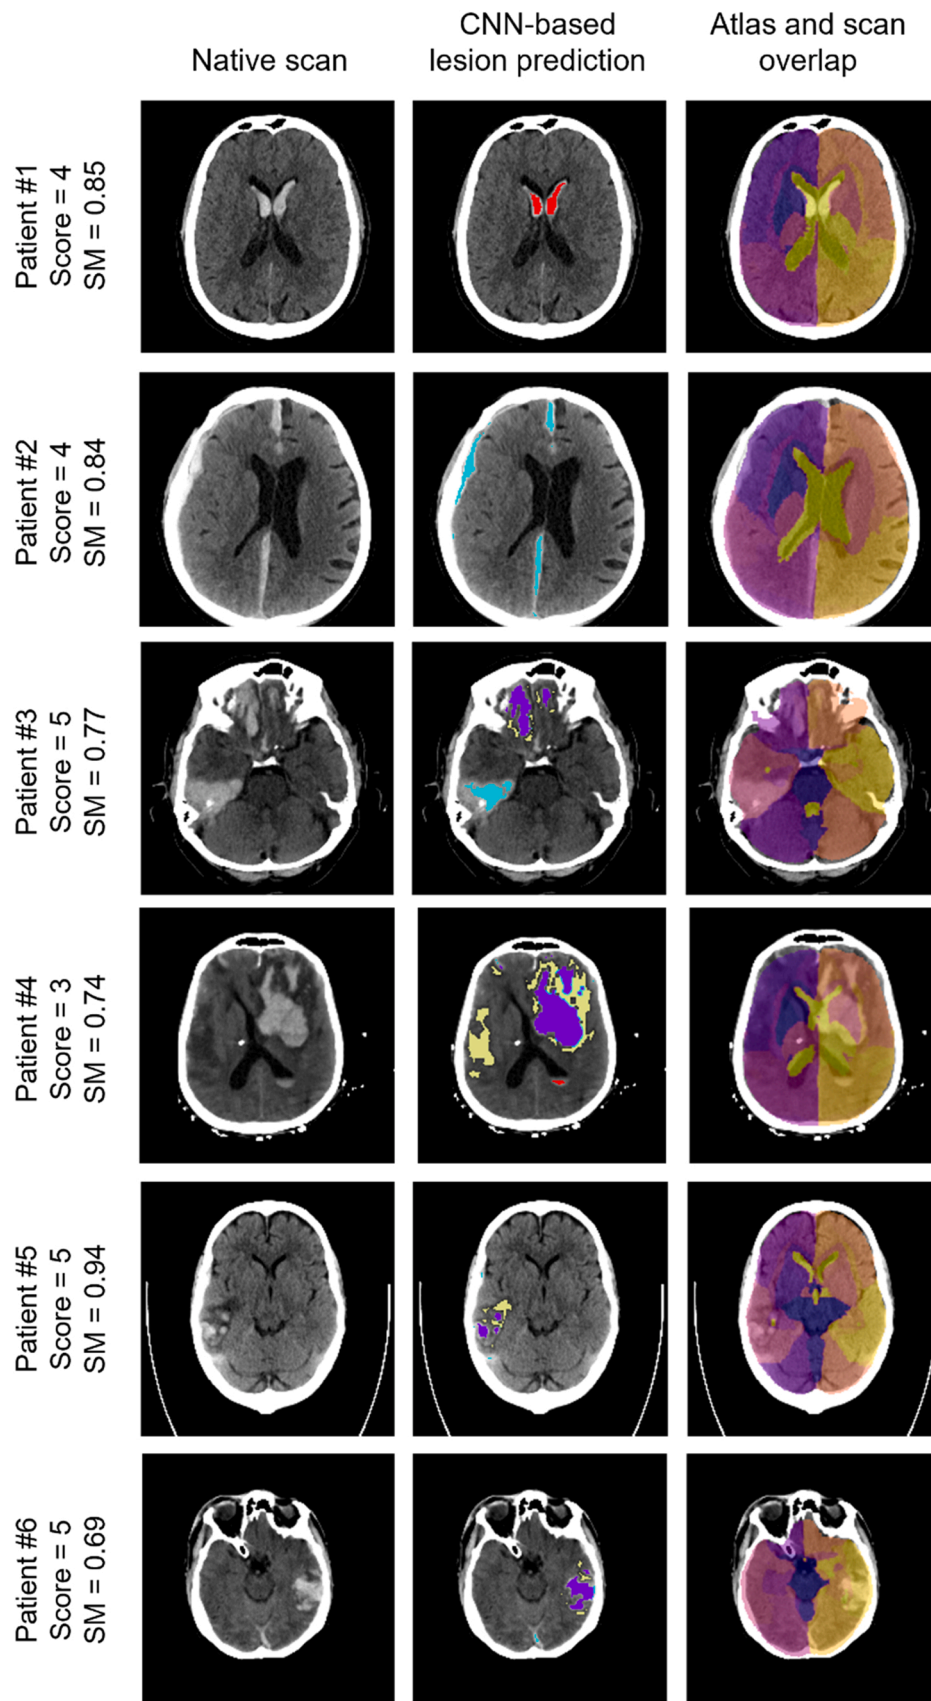 Native scan
CNN-based
lesion prediction
Atlas and scan
overlap
Patient #1
Score = 4
SM = 0.85
Patient #2
Score = 4
SM = 0.84
Patient #3
Score = 5
SM = 0.77
Patient #4
Score = 3
SM = 0.74
Patient #5
Score = 5
SM = 0.94
Patient #6
Score = 5
SM = 0.69